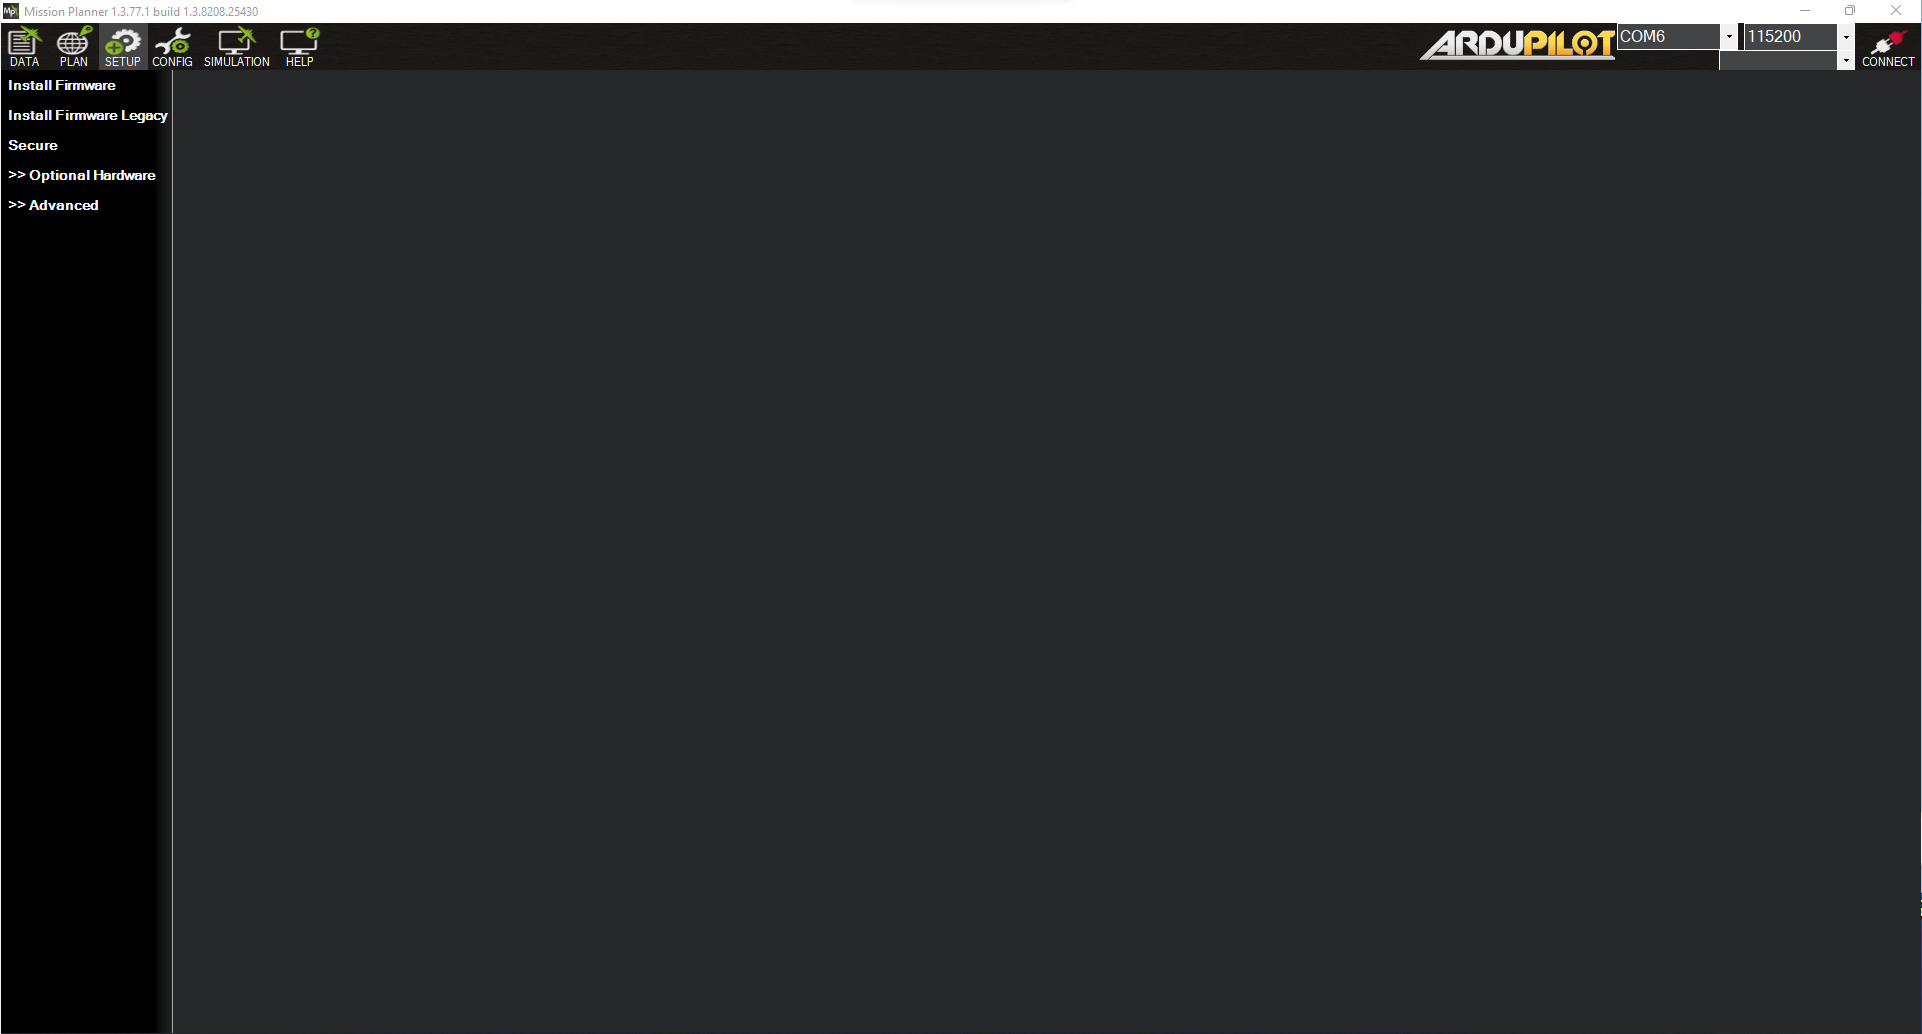 Mission Planner 1.3.77.1 build 1.3.8208.25430
DATA PLAN SETUP CONFIG SIMULATION HELP
ARDUPILOT COM6 115200 CONNECT
Install Firmware
Install Firmware Legacy
Secure
>> Optional Hardware
>> Advanced